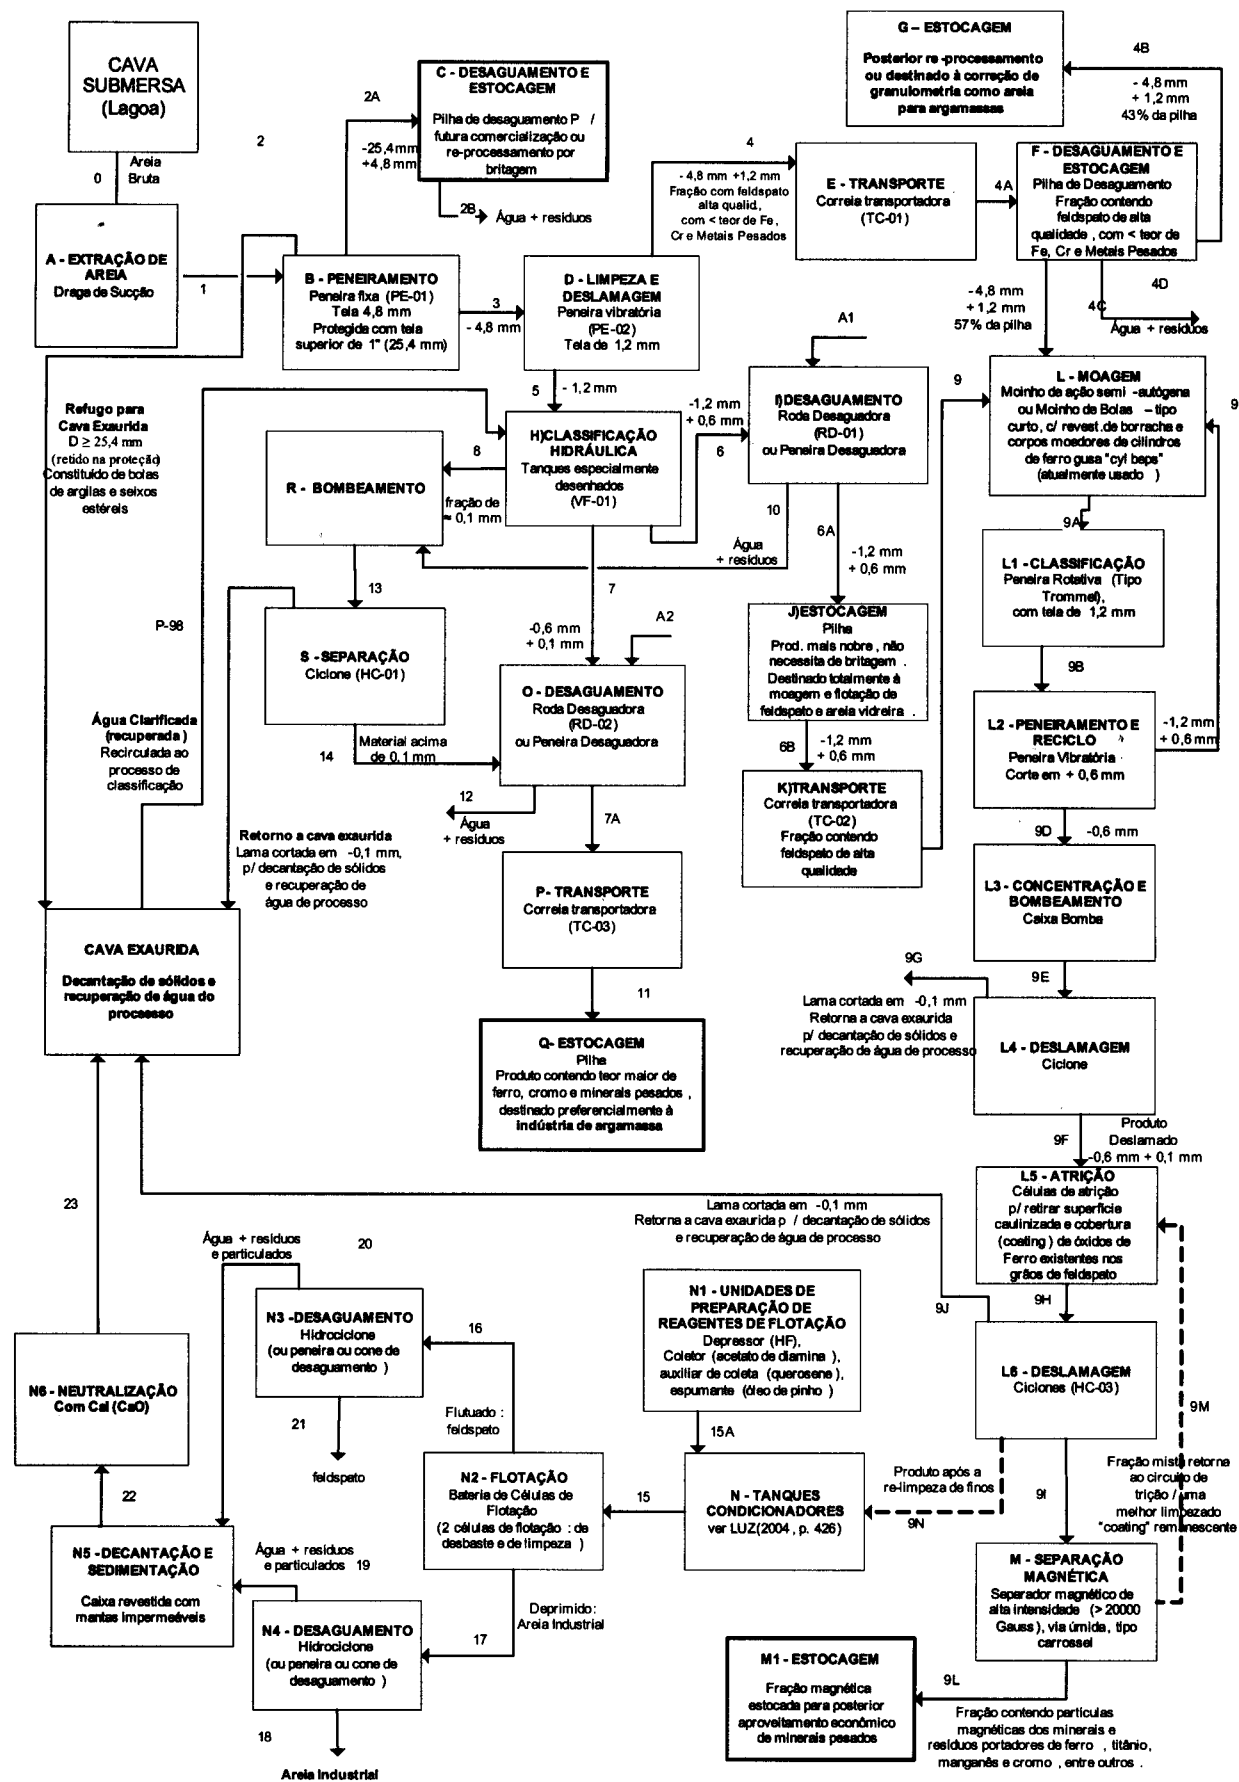 CAVA
SUBMERSA
(Lagoa)
0
Areia
Bruta
A - EXTRAÇÃO DE
AREIA
Draga de Sucção
1
2
B - PENEIRAMENTO
Peneira fixa (PE-01)
Tela 4,8 mm
Protegida com tela
superior de 1" (25,4 mm)
2A
-25,4mm
+4,8 mm
C - DESAGUAMENTO E
ESTOCAGEM
Pilha de desaguamento P /
futura comercialização ou
re-processamento por
britagem
2B
Água + resíduos
3
- 4,8 mm
D - LIMPEZA E
DESLAMAGEM
Peneira vibratória
(PE-02)
Tela de 1,2 mm
4
- 4,8 mm +1,2 mm
Fração com feldspato
alta qualid.,
com < teor de Fe,
Cr e Metais Pesados
E - TRANSPORTE
Correia transportadora
(TC-01)
4A
G – ESTOCAGEM
Posterior re -processamento
ou destinado à correção de
granulometria como areia
para argamassas
4B
- 4,8 mm
+ 1,2 mm
43% da pilha
F - DESAGUAMENTO E
ESTOCAGEM
Pilha de Desaguamento
Fração contendo
feldspato de alta
qualidade , com < teor de
Fe, Cr e Metais Pesados
- 4,8 mm
+ 1,2 mm
57% da pilha
4C
4D
Água + resíduos
5
- 1,2 mm
H)CLASSIFICAÇÃO
HIDRÁULICA
Tanques especialmente
desenhados
(VF-01)
-1,2 mm
+ 0,6 mm
6
A1
I)DESAGUAMENTO
Roda Desaguadora
(RD-01)
ou Peneira Desaguadora
9
L - MOAGEM
Moinho de ação semi -autógena
ou Moinho de Bolas – tipo
curto, c/ revest.de borracha e
corpos moedores de cilindros
de ferro gusa "cyl beps"
(atualmente usado )
9
Refugo para
Cava Exaurida
D ≥ 25,4 mm
(retido na proteção)
Constituído de bolas
de argilas e seixos
estéreis
8
fração de
≈ 0,1 mm
R - BOMBEAMENTO
10
Água
+ resíduos
6A
-1,2 mm
+ 0,6 mm
9A
L1 - CLASSIFICAÇÃO
Peneira Rotativa (Tipo
Trommel),
com tela de 1,2 mm
13
7
-0,6 mm
+ 0,1 mm
A2
J)ESTOCAGEM
Pilha
Prod. mais nobre , não
necessita de britagem .
Destinado totalmente à
moagem e flotação de
feldspato e areia vidreira .
P-98
S - SEPARAÇÃO
Ciclone (HC-01)
O - DESAGUAMENTO
Roda Desaguadora
(RD-02)
ou Peneira Desaguadora
9B
L2 - PENEIRAMENTO E
RECICLO
Peneira Vibratória
Corte em + 0,6 mm
-1,2 mm
+ 0,6 mm
Água Clarificada
(recuperada )
Recirculada ao
processo de
classificação
14
Material acima
de 0,1 mm
6B
-1,2 mm
+ 0,6 mm
K)TRANSPORTE
Correia transportadora
(TC-02)
Fração contendo
feldspato de alta
qualidade
12
Água
+ resíduos
7A
9D
-0,6 mm
Retorno a cava exaurida
Lama cortada em -0,1 mm,
p/ decantação de sólidos
e recuperação de
água de processo
P - TRANSPORTE
Correia transportadora
(TC-03)
L3 - CONCENTRAÇÃO E
BOMBEAMENTO
Caixa Bomba
CAVA EXAURIDA
Decantação de sólidos e
recuperação de água do
processo
11
9G
9E
Lama cortada em -0,1 mm
Retorna a cava exaurida
p/ decantação de sólidos e
recuperação de água de processo
L4 - DESLAMAGEM
Ciclone
Q- ESTOCAGEM
Pilha
Produto contendo teor maior de
ferro, cromo e minerais pesados ,
destinado preferencialmente à
indústria de argamassa
9F
Produto
Deslamado
-0,6 mm + 0,1 mm
23
L5 - ATRIÇÃO
Células de atrição
p/ retirar superfície
caulinizada e cobertura
(coating ) de óxidos de
Ferro existentes nos
grãos de feldspato
Lama cortada em -0,1 mm
Retorna a cava exaurida p / decantação de sólidos
e recuperação de água de processo
20
Água + resíduos
e particulados
N3 -DESAGUAMENTO
Hidrociclone
(ou peneira ou cone de
desaguamento )
16
N1 - UNIDADES DE
PREPARAÇÃO DE
REAGENTES DE FLOTAÇÃO
Depressor (HF),
Coletor (acetato de diamina ),
auxiliar de coleta (querosene),
espumante (óleo de pinho )
9J
9H
L6 - DESLAMAGEM
Ciclones (HC-03)
9M
N6 - NEUTRALIZAÇÃO
Com Cal (CaO)
21
feldspato
Flutuado :
feldspato
15A
Produto após a
re-limpeza de finos
9N
9I
Fração mista retorna
ao circuito de
trição / uma
melhor limpezado
"coating" remanescente
22
N2 - FLOTAÇÃO
Bateria de Células de
Flotação
(2 células de flotação : de
desbaste e de limpeza )
15
N - TANQUES
CONDICIONADORES
ver LUZ(2004 , p. 426)
N5 - DECANTAÇÃO E
SEDIMENTAÇÃO
Caixa revestida com
mantas impermeáveis
Água + resíduos
e particulados 19
M - SEPARAÇÃO
MAGNÉTICA
Separador magnético de
alta intensidade (> 20000
Gauss ), via úmida, tipo
carrossel
N4 - DESAGUAMENTO
Hidrociclone
(ou peneira ou cone de
desaguamento )
17
Deprimido:
Areia Industrial
M1 - ESTOCAGEM
Fração magnética
estocada para posterior
aproveitamento econômico
de minerais pesados
9L
Fração contendo partículas
magnéticas dos minerais e
resíduos portadores de ferro , titânio,
manganês e cromo , entre outros .
18
Areia Industrial